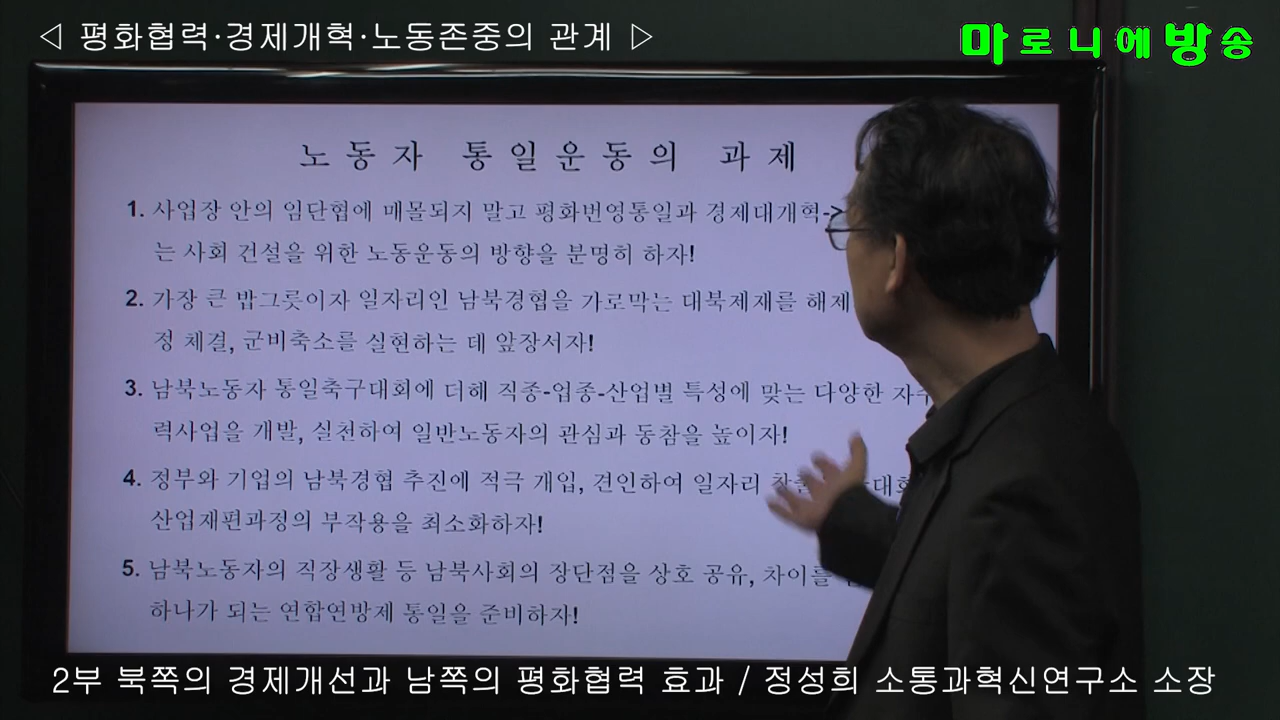 ◁ 평화협력·경제개혁·노동존중의 관계 ▷
마로니에방송
노동자 통일운동의 과제
1. 사업장 안의 임단협에 매몰되지 말고 평화번영통일과 경제대개혁->
는 사회 건설을 위한 노동운동의 방향을 분명히 하자!
2. 가장 큰 밥그릇이자 일자리인 남북경협을 가로막는 대북제재를 해제
정 체결, 군비축소를 실현하는 데 앞장서자!
3. 남북노동자 통일축구대회에 더해 직종-업종-산업별 특성에 맞는 다양한
력사업을 개발, 실천하여 일반노동자의 관심과 동참을 높이자!
4. 정부와 기업의 남북경협 추진에 적극 개입, 견인하여 일자리
산업재편과정의 부작용을 최소화하자!
5. 남북노동자의 직장생활 등 남북사회의 장단점을 상호 공유, 차이를
하나가 되는 연합연방제 통일을 준비하자!
2부 북쪽의 경제개선과 남쪽의 평화협력 효과 / 정성희 소통과혁신연구소 소장